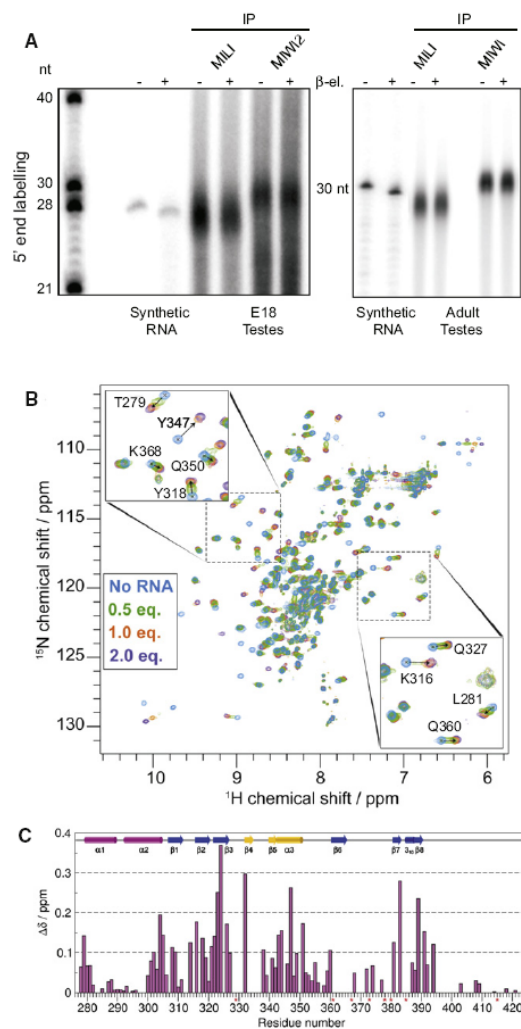 A
IP
IP
MILI
MIWI2
MILI
MIWI
nt
- + - + - +
β-el.
- + - + - +
40
30
28
21
5' end labelling
30 nt
Synthetic RNA
E18 Testes
Synthetic RNA
Adult Testes
B
T279
Y347
K368
Q350
Y318
110
115
120
125
130
15N chemical shift / ppm
No RNA
0.5 eq.
1.0 eq.
2.0 eq.
Q327
K316
L281
Q360
10 9 8 7 6
1H chemical shift / ppm
C
0.4
0.3
0.2
0.1
0
Δδ / ppm
α1 α2 β1 β2 β3 β4 β5 α3 β6 β7 β8
280 290 300 310 320 330 340 350 360 370 380 390 400 410 420
Residue number